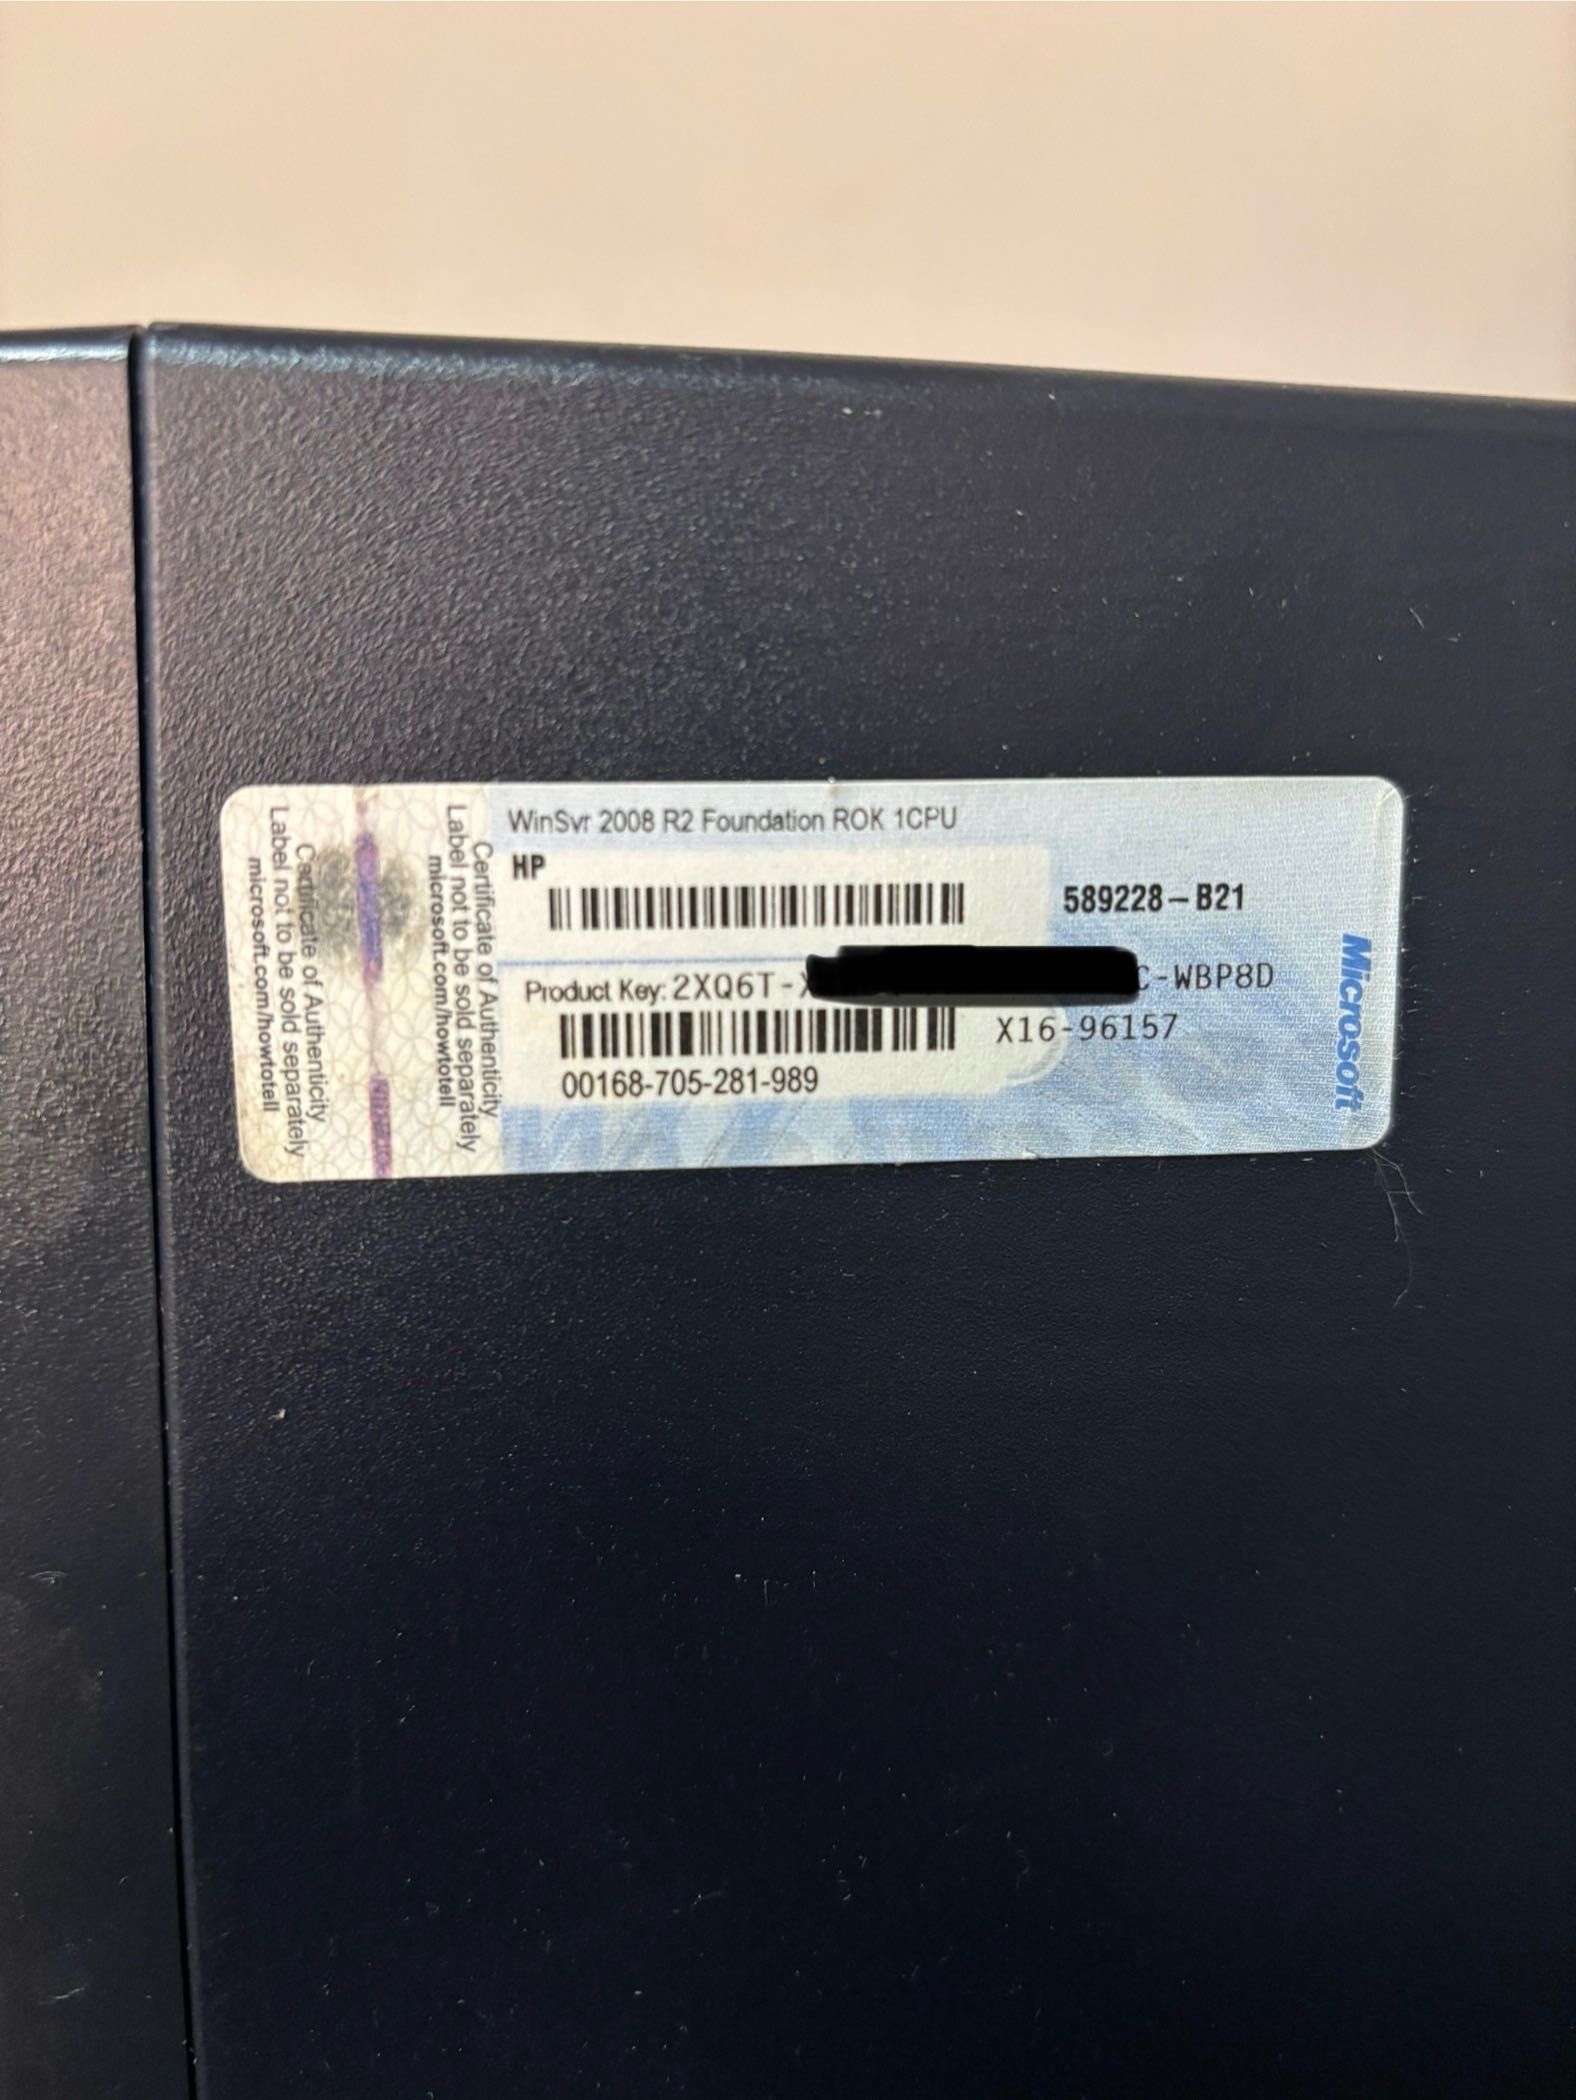 WinSvr 2008 R2 Foundation ROK 1CPU
HP
589228-B21
Product Key: 2XQ6T- C-WBP8D
X16-96157
00168-705-281-989
Microsoft
Certificate of Authenticity
Label not to be sold separately
microsoft.com/howtotell
Certificate of Authenticity
Label not to be sold separately
microsoft.com/howtotell